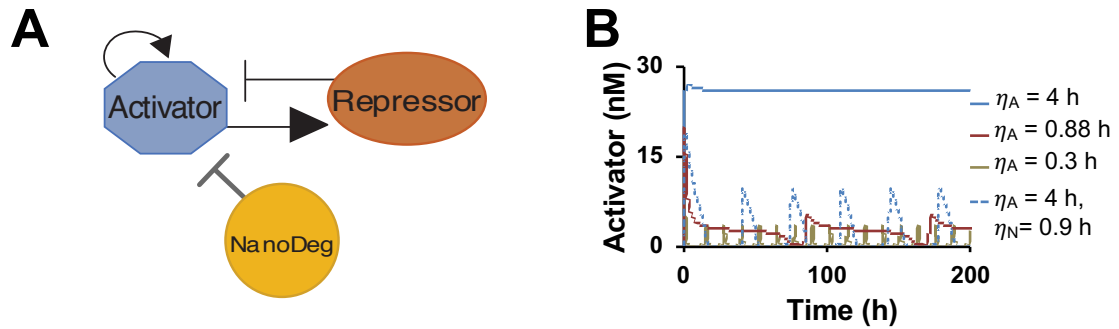 A
Activator
Repressor
NanoDeg
B
Activator (nM)
30
15
0
0
100
200
Time (h)
ηA = 4 h
ηA = 0.88 h
ηA = 0.3 h
ηA = 4 h,
ηN= 0.9 h